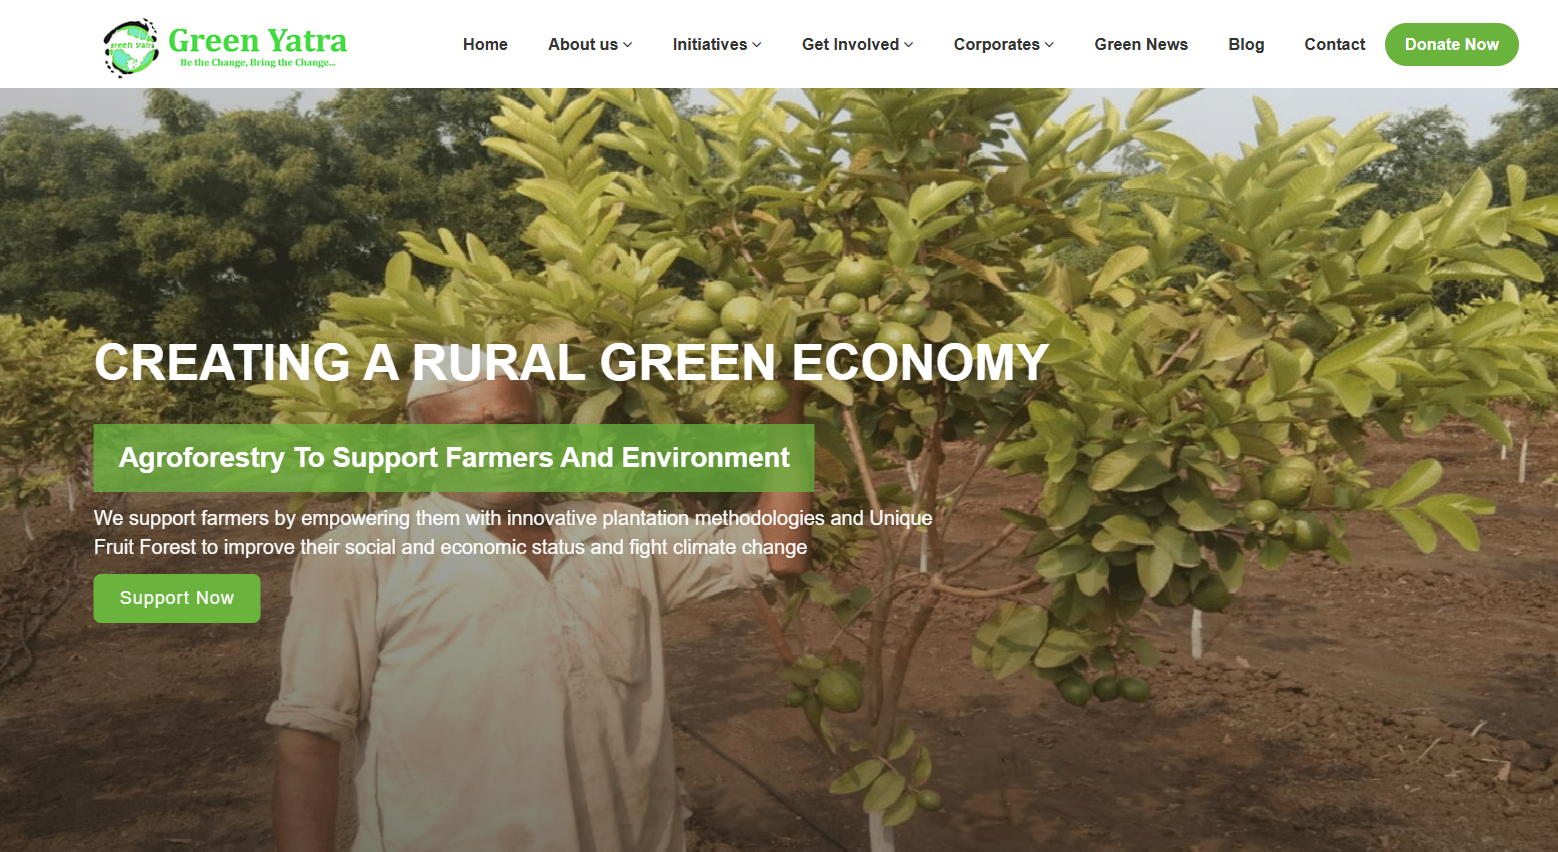 green yatra
Green Yatra
Be the Change, Bring the Change...
Home
About us
Initiatives
Get Involved
Corporates
Green News
Blog
Contact
Donate Now
CREATING A RURAL GREEN ECONOMY
Agroforestry To Support Farmers And Environment
We support farmers by empowering them with innovative plantation methodologies and Unique
Fruit Forest to improve their social and economic status and fight climate change
Support Now